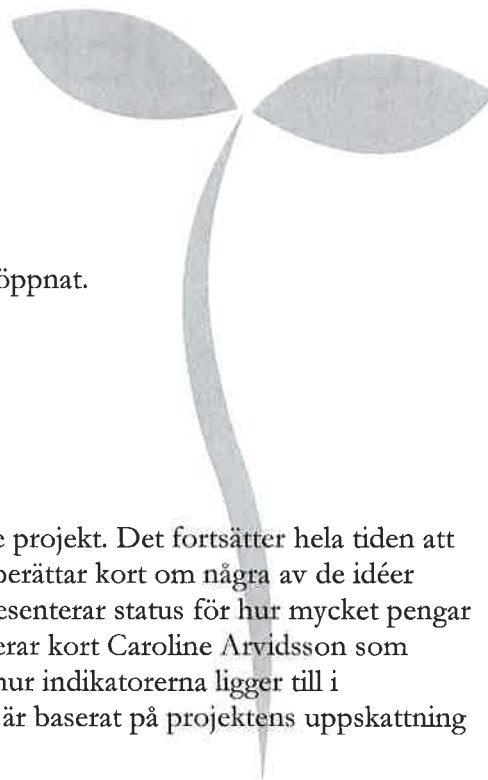 öppnat.
e projekt. Det fortsätter hela tiden att
berättar kort om några av de idéer
esenterar status för hur mycket pengar
erar kort Caroline Arvidsson som
nur indikatorerna ligger till i
är baserat på projektens uppskattning